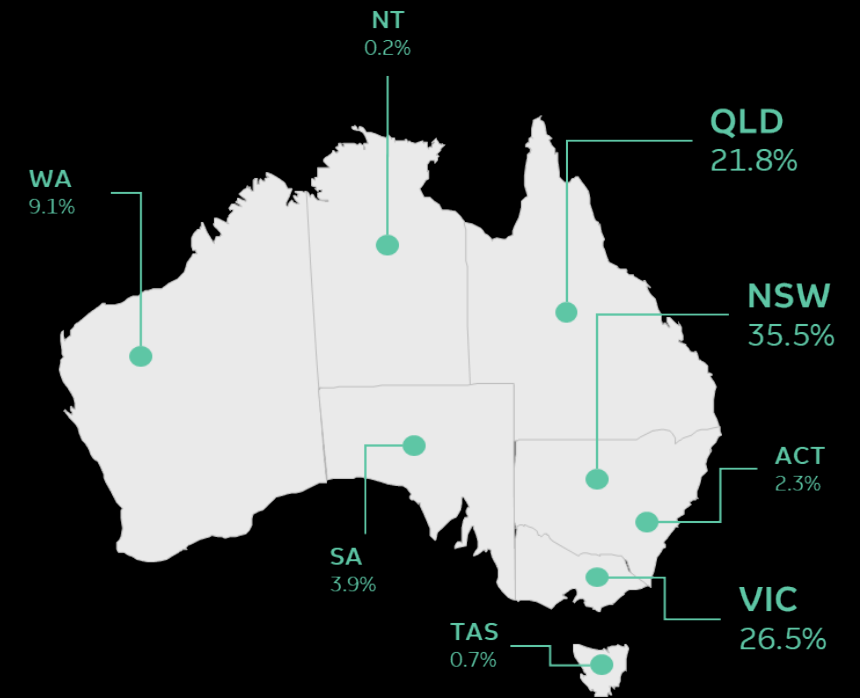 NT
0.2%
QLD
21.8%
WA
9.1%
NSW
35.5%
ACT
2.3%
SA
3.9%
VIC
26.5%
TAS
0.7%